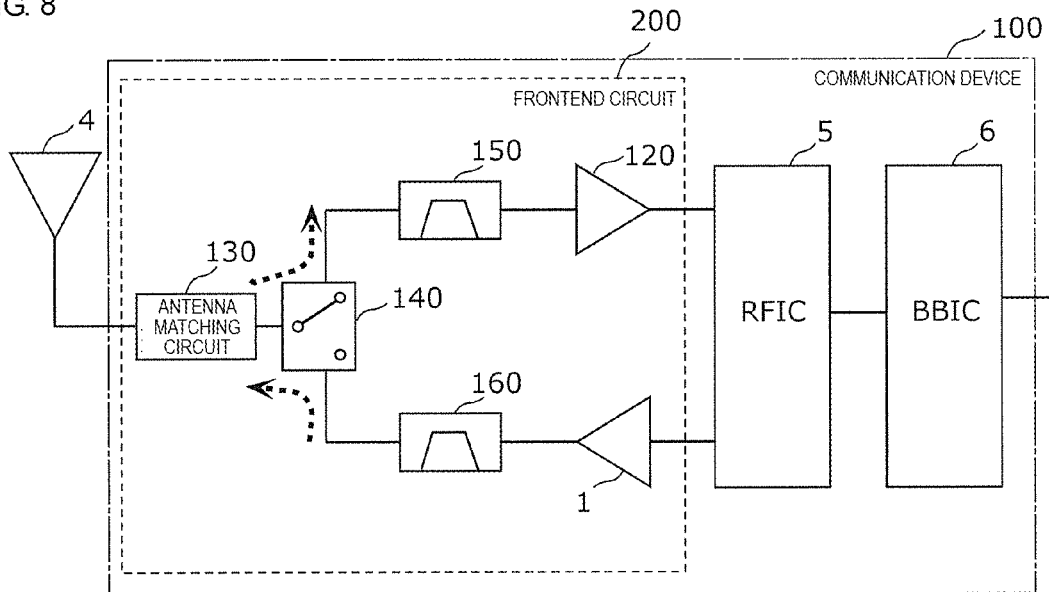 FIG. 8
200
100
COMMUNICATION DEVICE
FRONTEND CIRCUIT
4
150
120
5
6
130
ANTENNA
MATCHING
CIRCUIT
140
RFIC
BBIC
160
1